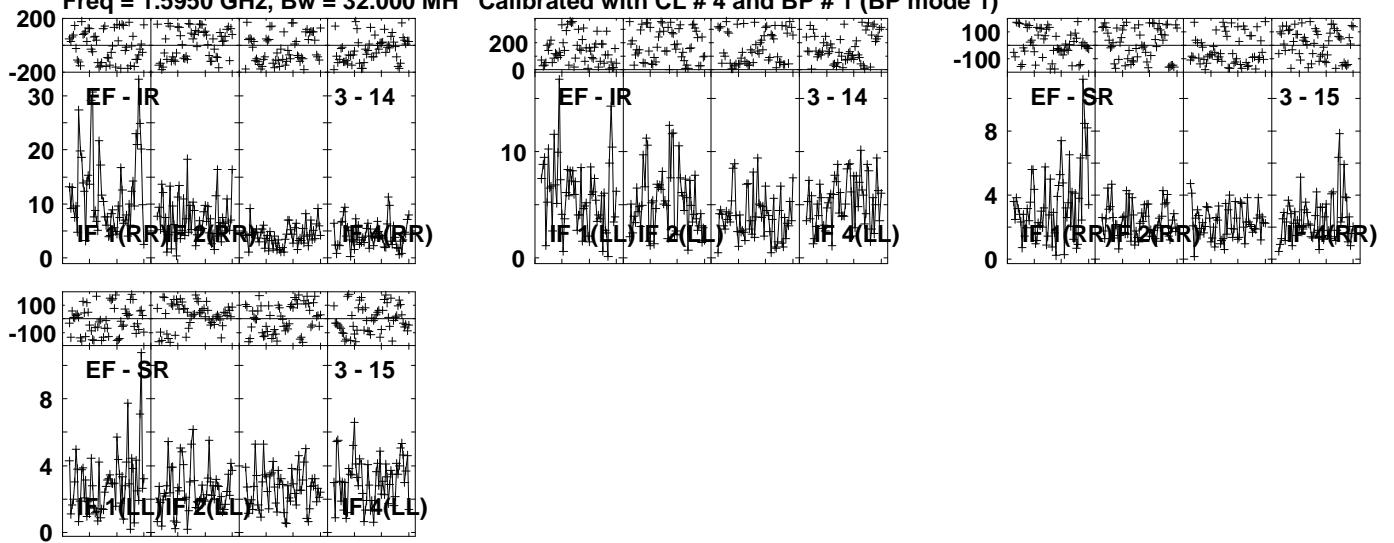 Freq = 1.5950 GHz, Bw = 32.000 MH Calibrated with CL # 4 and BP # 1 (BP mode 1)
200
-200
30
20
10
0
EF - IR
3 - 14
IF 1(RR)
IF 2(RR)
IF 4(RR)
200
0
10
0
EF - IR
3 - 14
IF 1(LL)
IF 2(LL)
IF 4(LL)
100
-100
8
4
0
EF - SR
3 - 15
IF 1(RR)
IF 2(RR)
IF 4(RR)
100
-100
8
4
0
EF - SR
3 - 15
IF 1(LL)
IF 2(LL)
IF 4(LL)